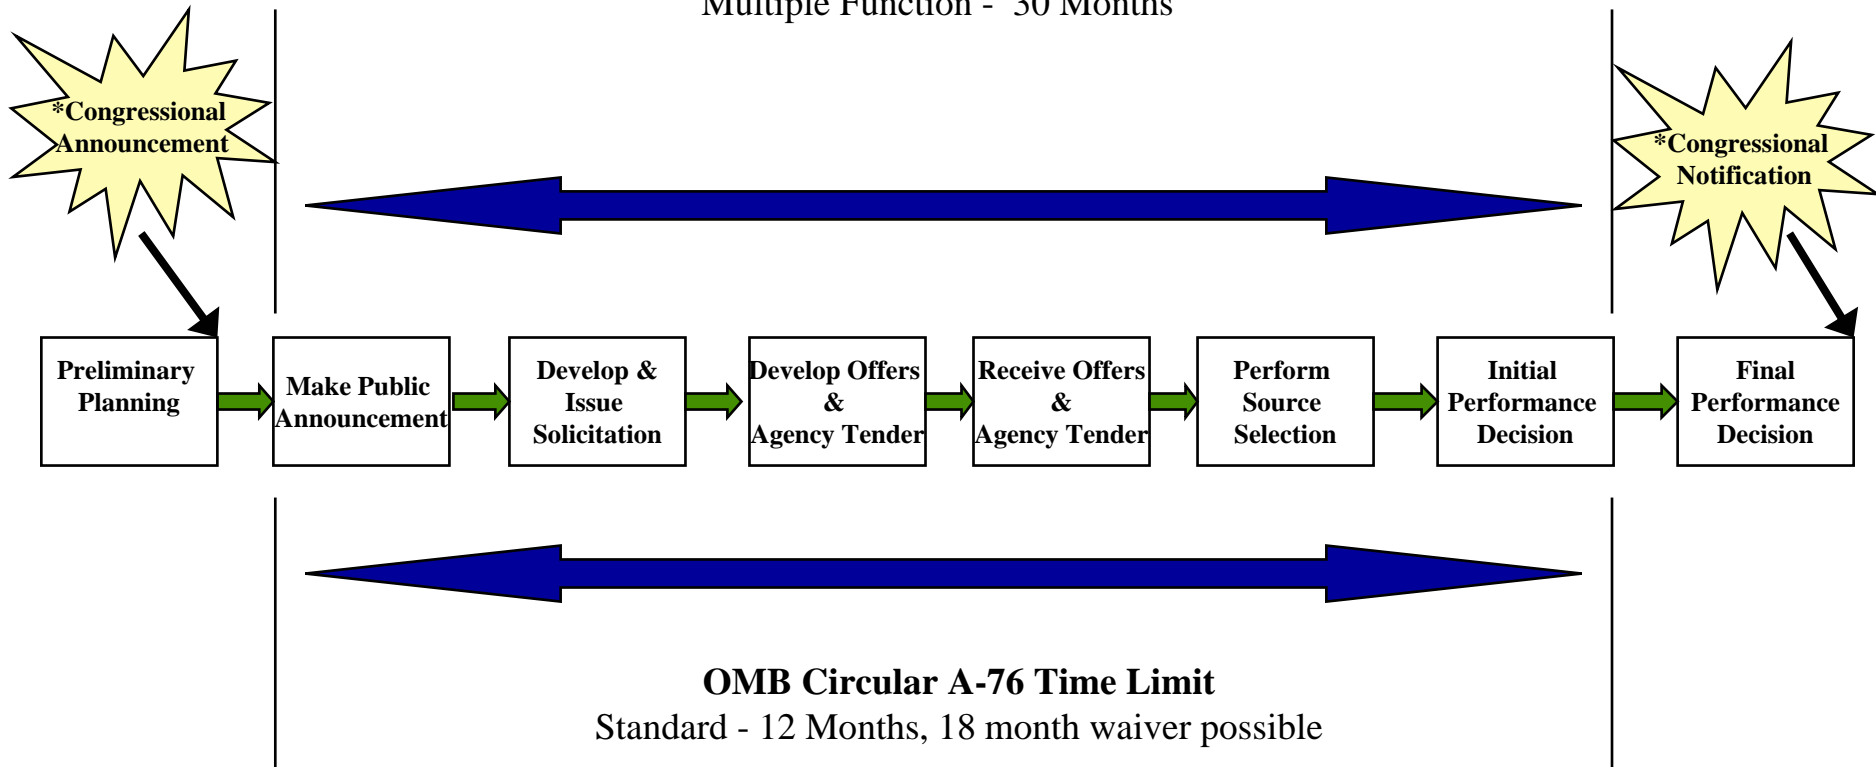 Multiple Function - 30 Months
*Congressional
Announcement
*Congressional
Notification
Preliminary
Planning
Make Public
Announcement
Develop &
Issue
Solicitation
Develop Offers
&
Agency Tender
Receive Offers
&
Agency Tender
Perform
Source
Selection
Initial
Performance
Decision
Final
Performance
Decision
OMB Circular A-76 Time Limit
Standard - 12 Months, 18 month waiver possible